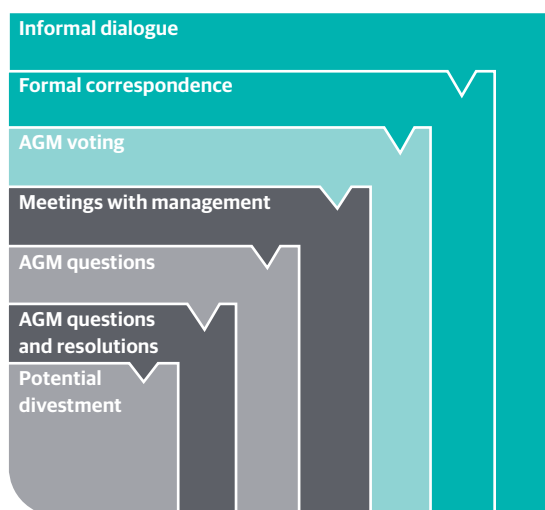 Informal dialogue
Formal correspondence
AGM voting
Meetings with management
AGM questions
AGM questions
and resolutions
Potential
divestment